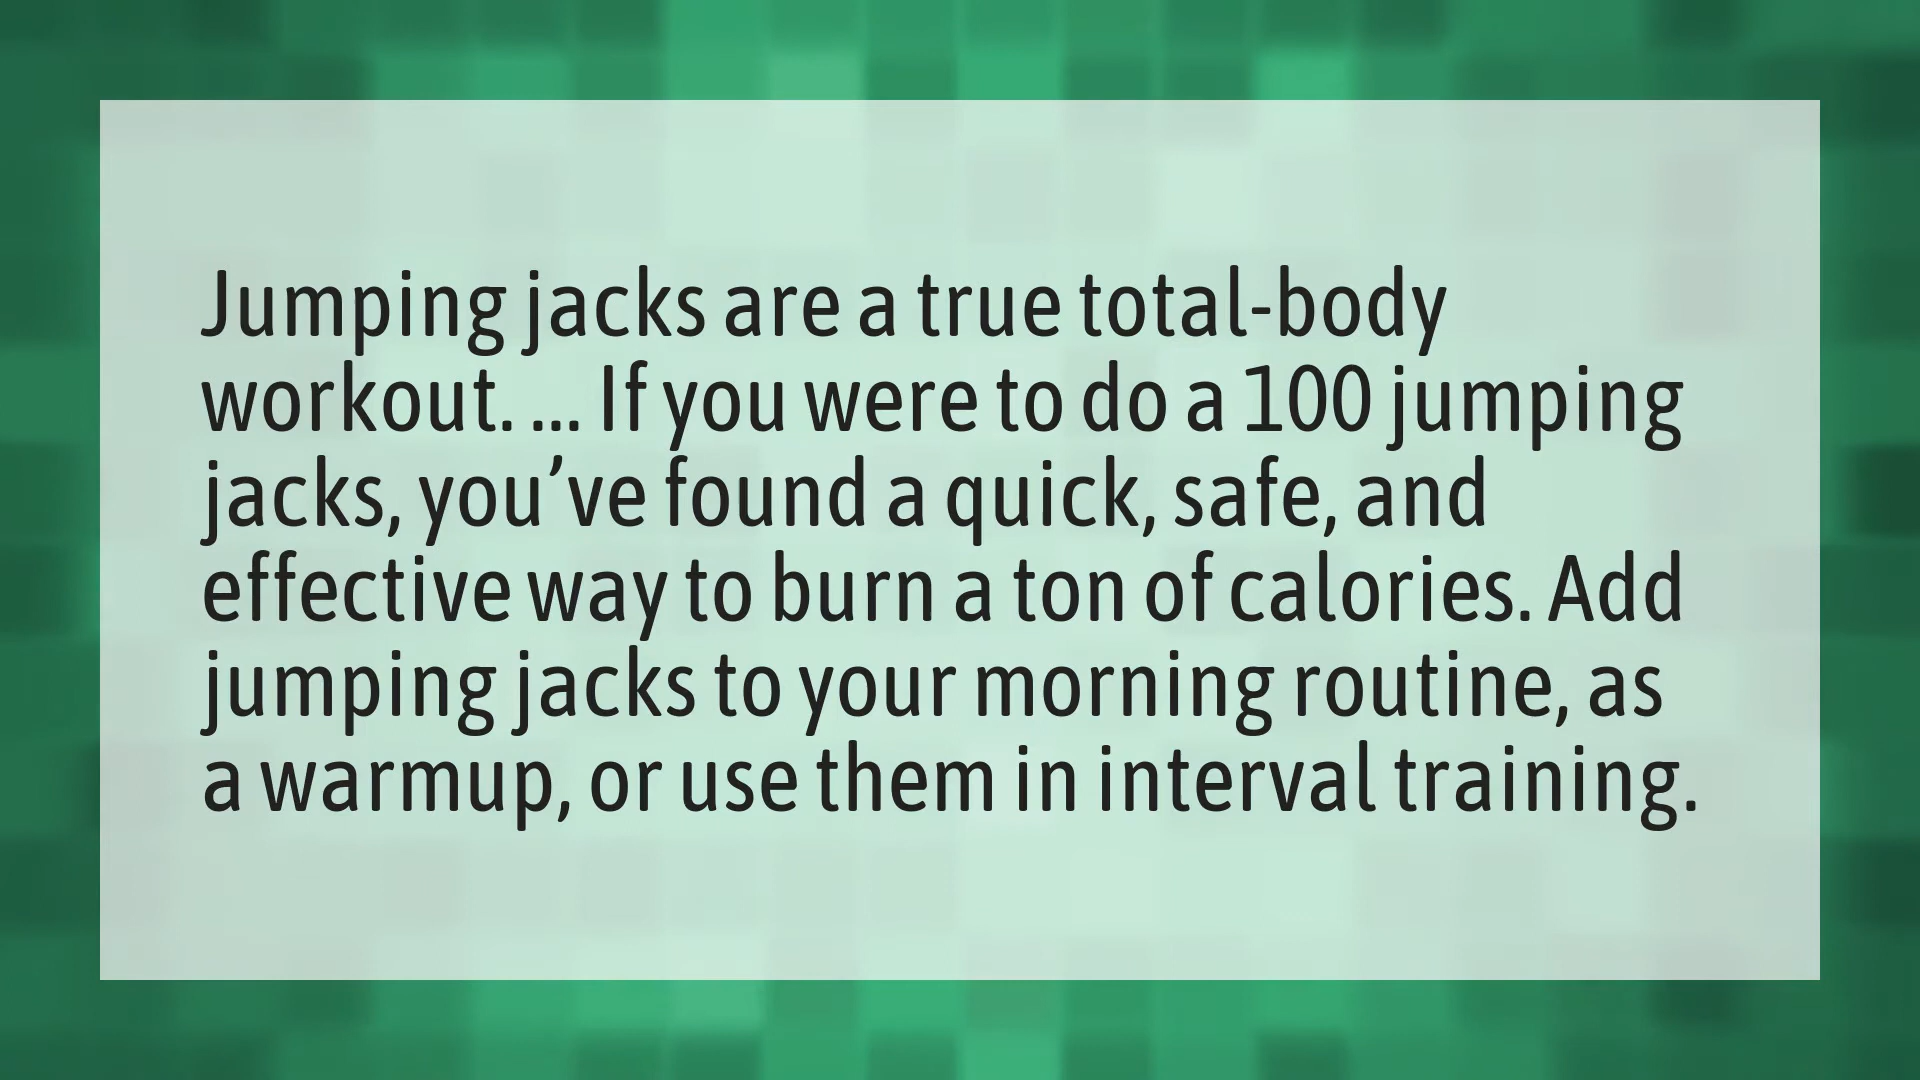 Jumping jacks are a true total-body
workout. ... If you were to do a 100 jumping
jacks, you’ve found a quick, safe, and
effective way to burn a ton of calories. Add
jumping jacks to your morning routine, as
a warmup, or use them in interval training.